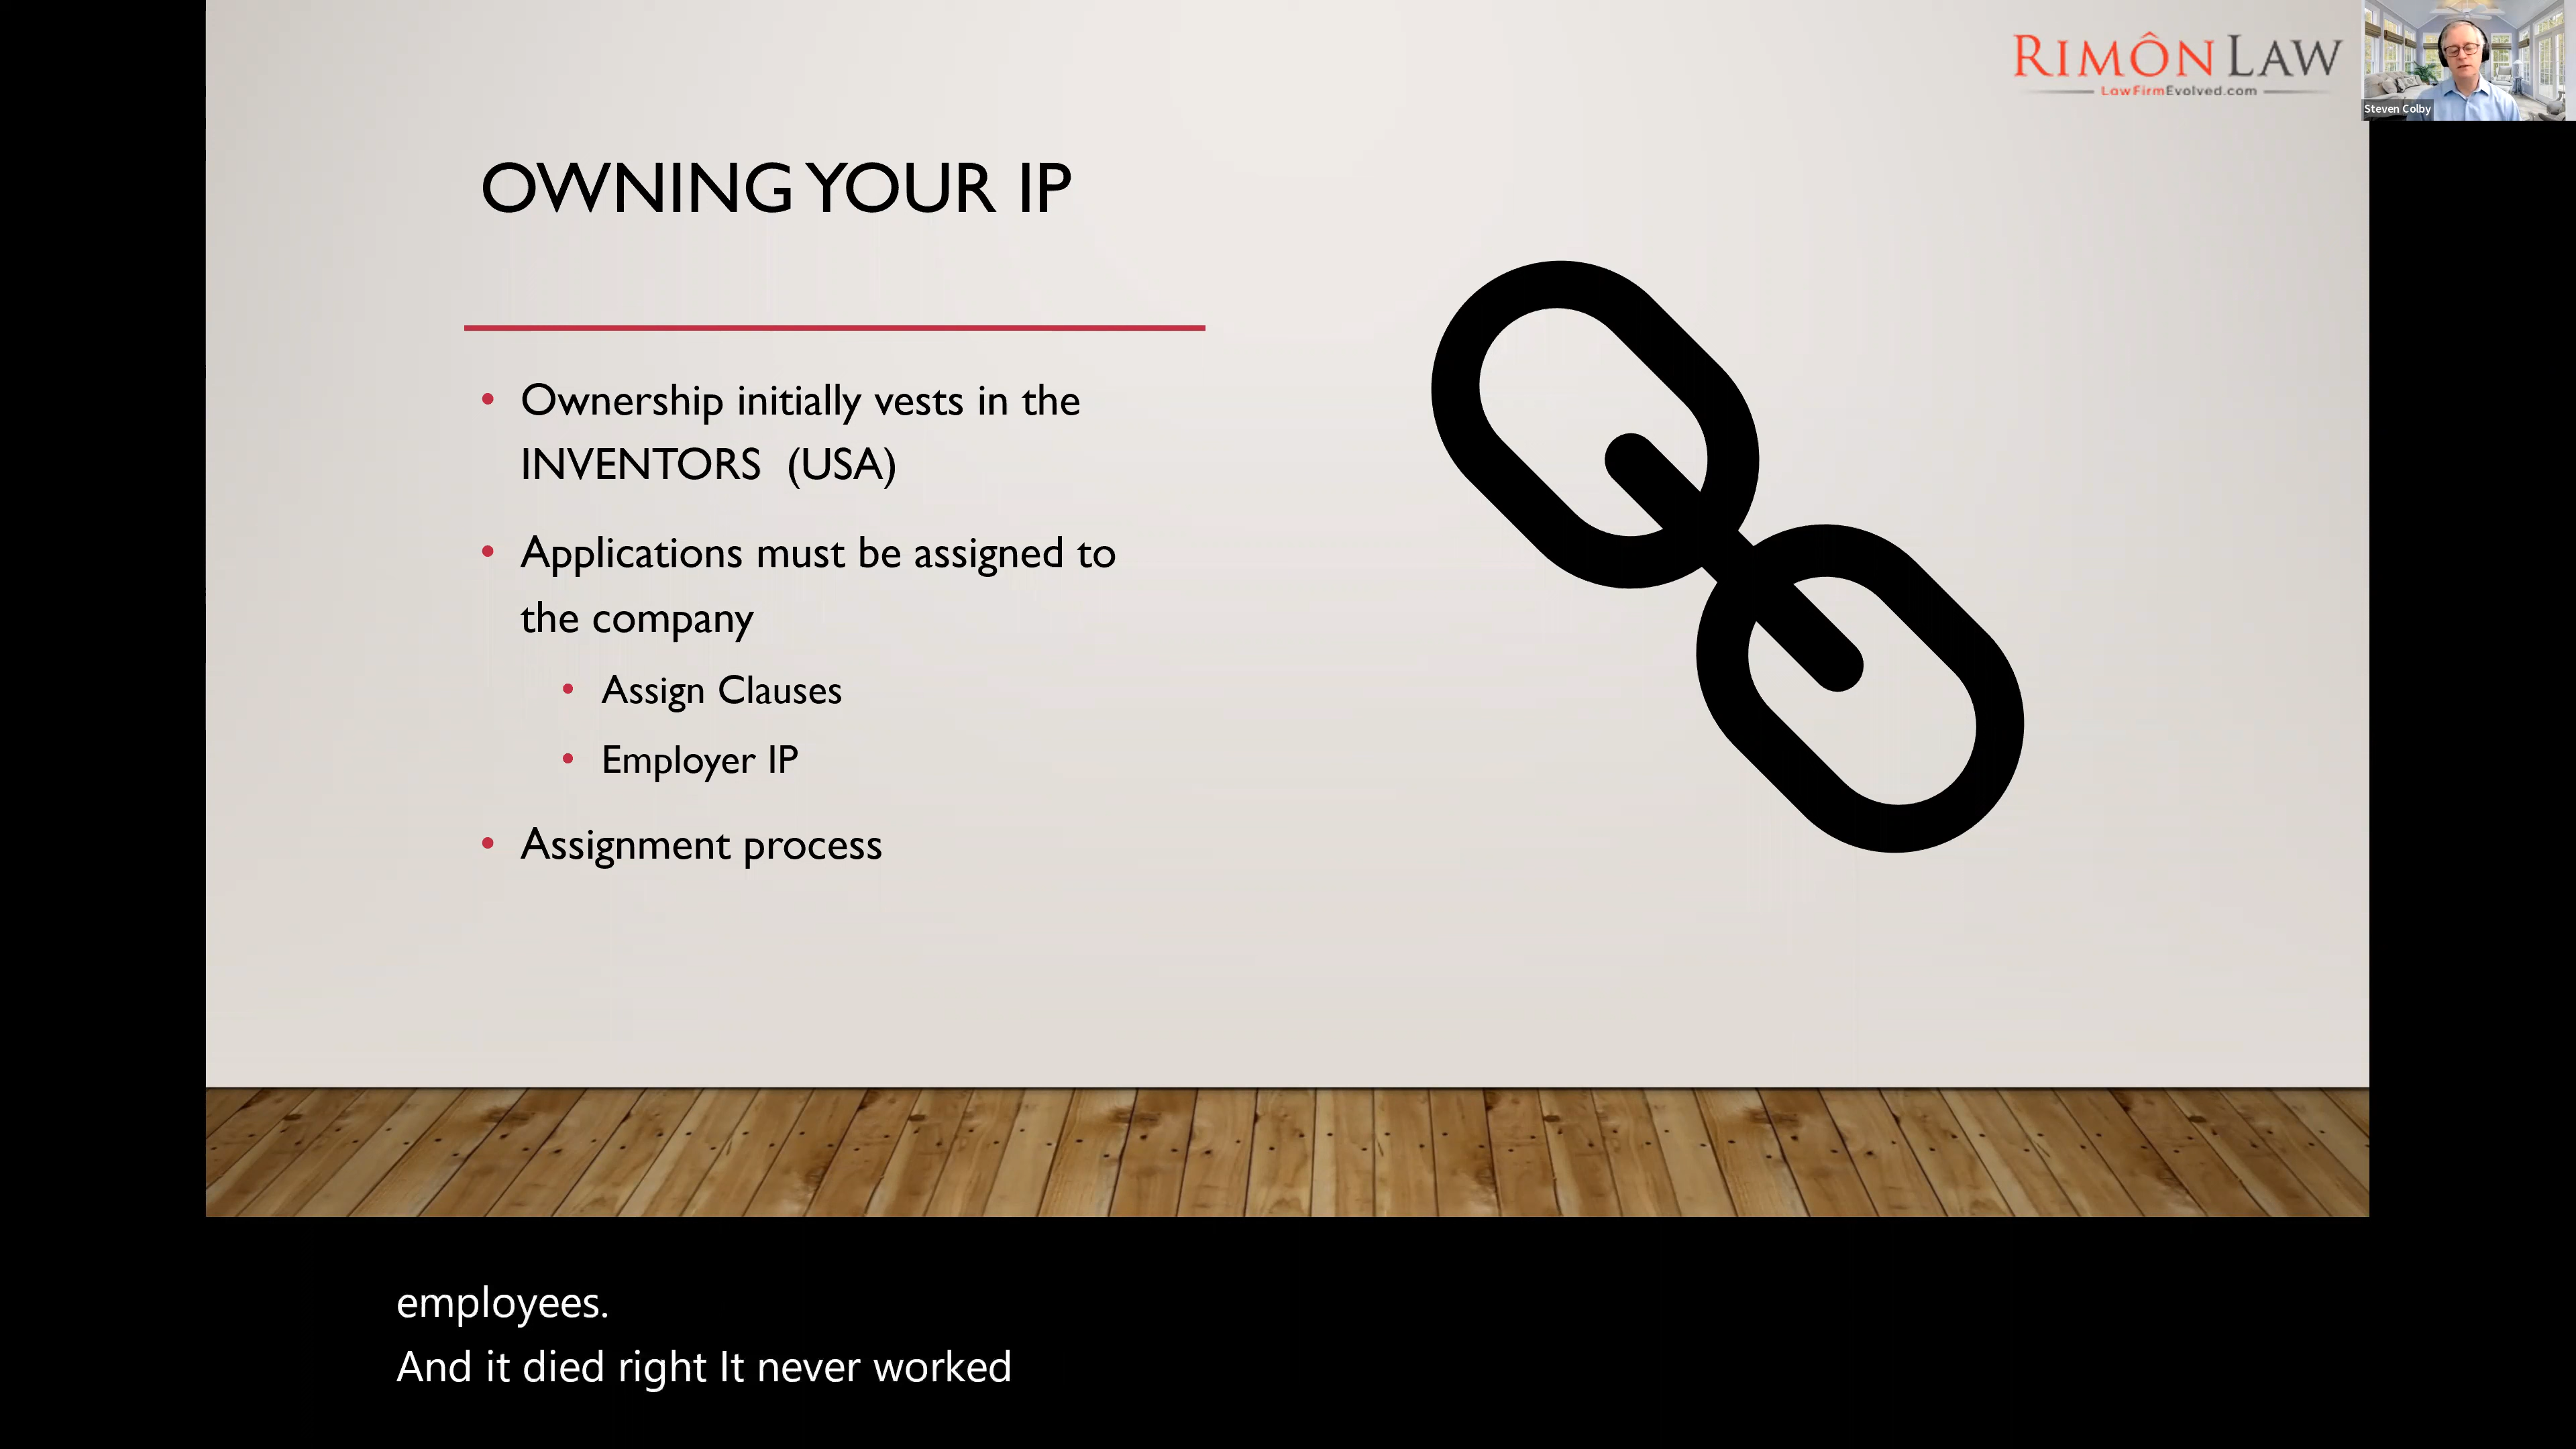 RIMÔN LAW
LawFirmEvolved.com
Steven Colby
OWNING YOUR IP
• Ownership initially vests in the
INVENTORS (USA)
• Applications must be assigned to
the company
• Assign Clauses
• Employer IP
• Assignment process
employees.
And it died right It never worked